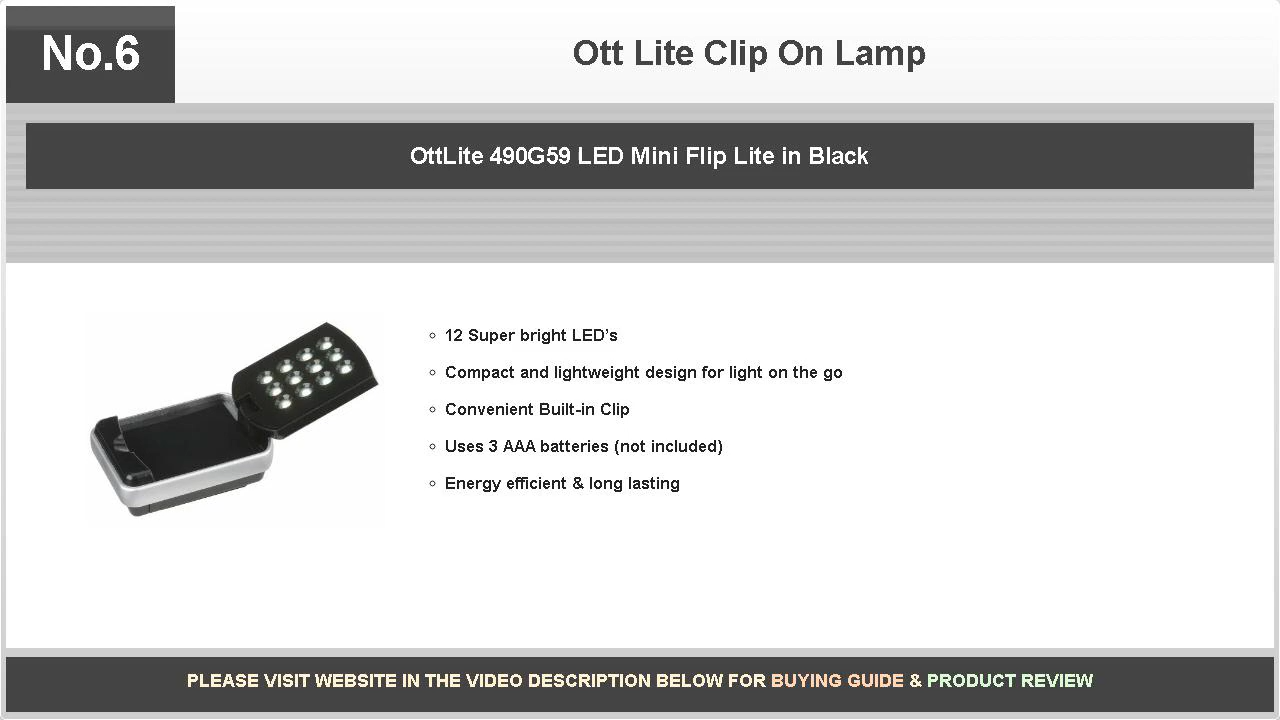 No.6
Ott Lite Clip On Lamp
OttLite 490G59 LED Mini Flip Lite in Black
12 Super bright LED’s
Compact and lightweight design for light on the go
Convenient Built-in Clip
Uses 3 AAA batteries (not included)
Energy efficient & long lasting
PLEASE VISIT WEBSITE IN THE VIDEO DESCRIPTION BELOW FOR BUYING GUIDE & PRODUCT REVIEW